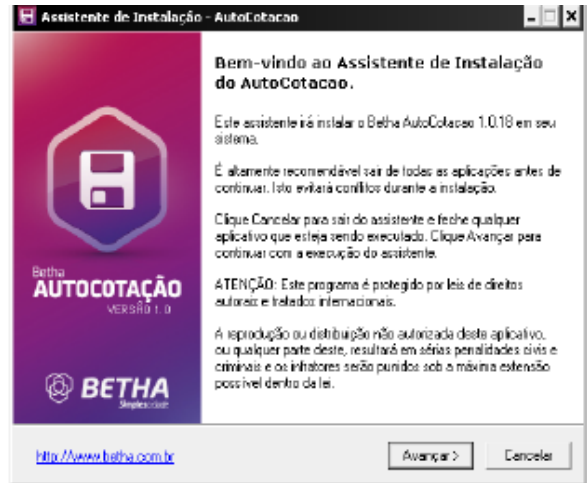 Assistente de Instalação - AutoCotacao
Bem-vindo ao Assistente de Instalação
do AutoCotacao.
Este assistente irá instalar o Betha AutoCotacao 1.0.18 em seu
sistema.
É altamente recomendável sair de todas as aplicações antes de
continuar. Isto evitará conflitos durante a instalação.
Clique Cancelar para sair do assistente e feche qualquer
aplicativo que esteja sendo executado. Clique Avançar para
continuar com a execução do assistente.
ATENÇÃO: Este programa é protegido por leis de direitos
autorais e tratados internacionais.
A reprodução ou distribuição não autorizada deste aplicativo,
ou qualquer parte deste, resultará em sérias penalidades civis e
criminais e os infratores serão punidos sob a máxima extensão
possível dentro da lei.
Betha
AUTOCOTAÇÃO
VERSÃO 1.0
BETHA
http://www.betha.com.br
Avançar >
Cancelar